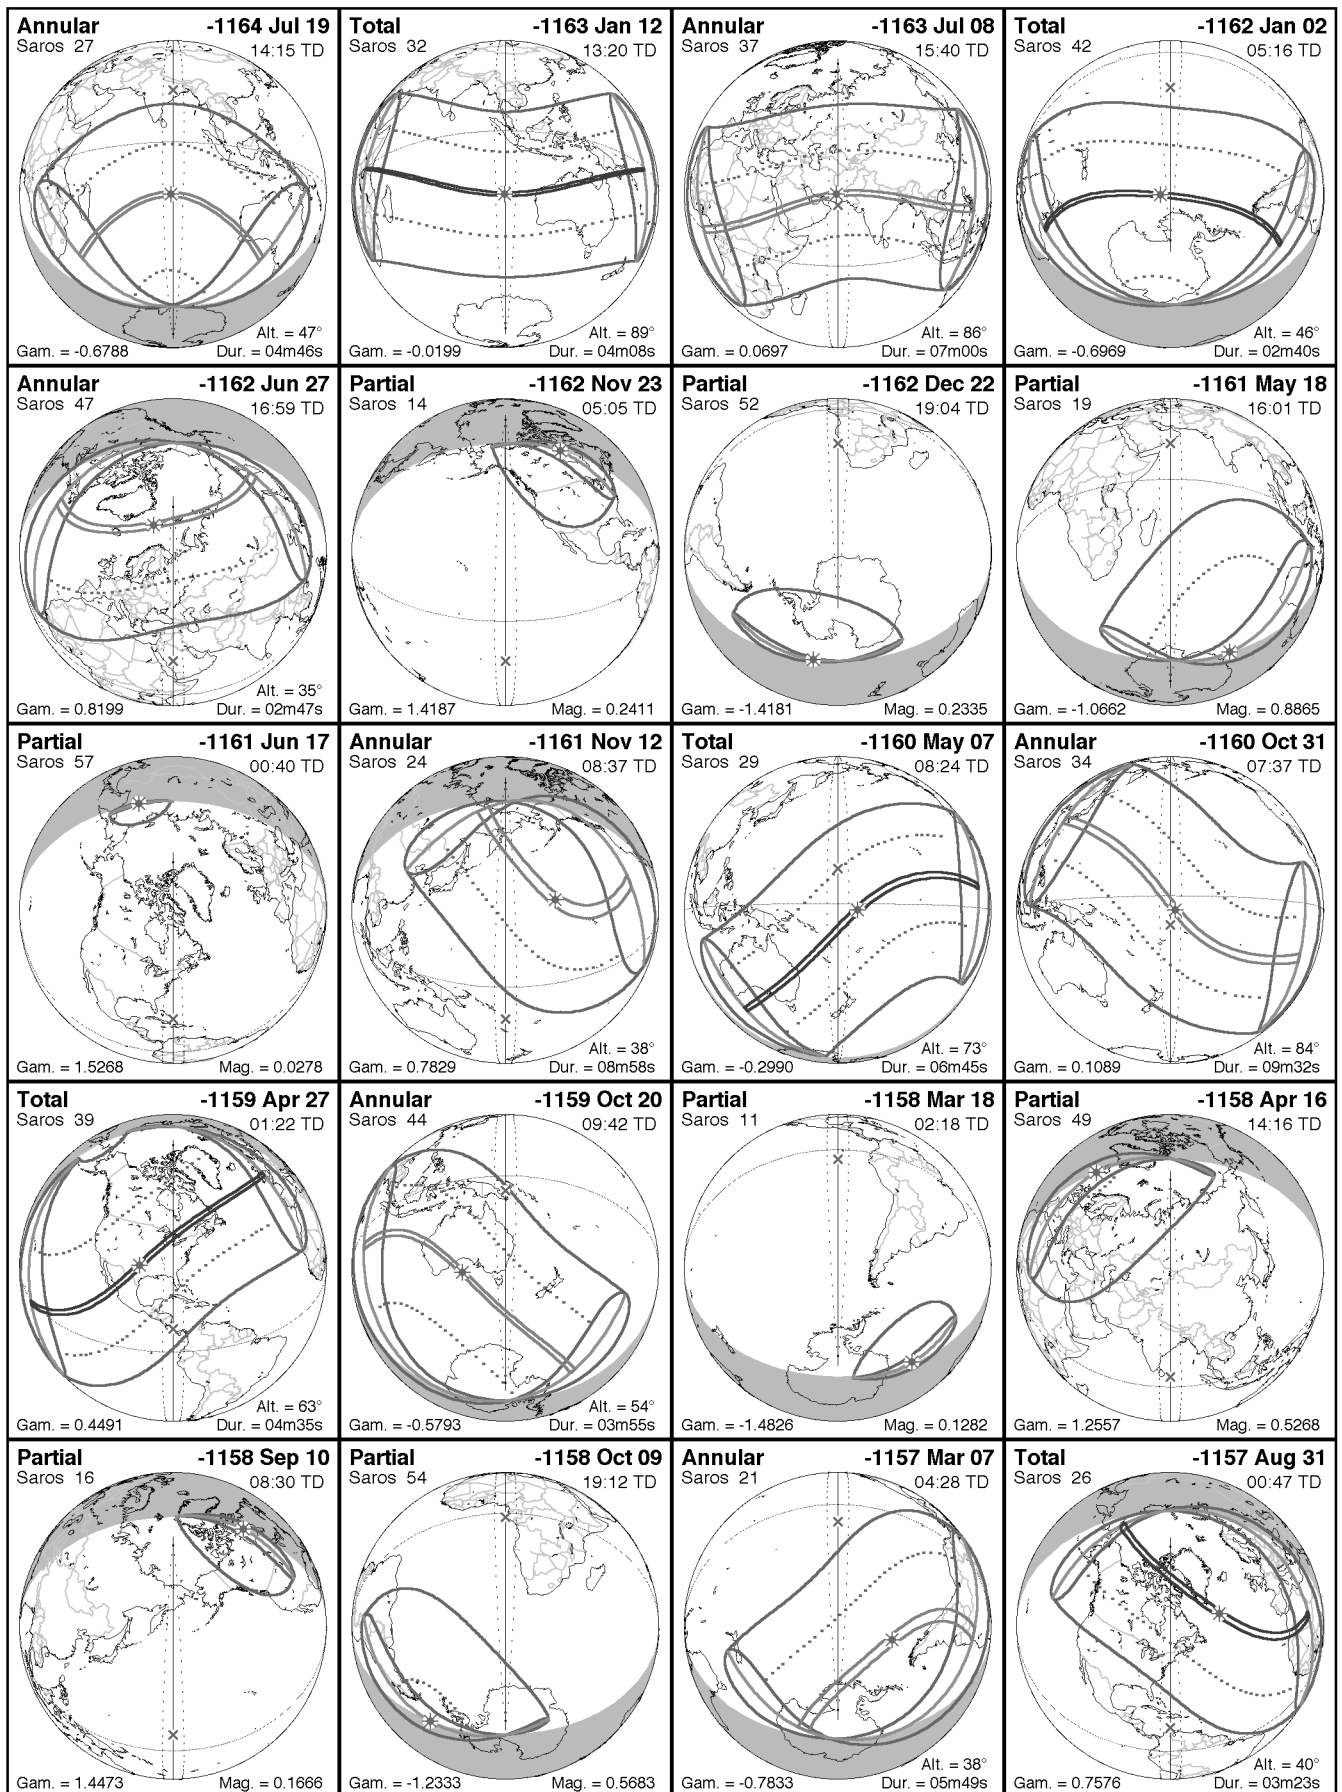 Annular -1164 Jul 19
Saros 27 14:15 TD
Alt. = 47°
Gam. = -0.6788 Dur. = 04m46s
Total -1163 Jan 12
Saros 32 13:20 TD
Alt. = 89°
Gam. = -0.0199 Dur. = 04m08s
Annular -1163 Jul 08
Saros 37 15:40 TD
Alt. = 86°
Gam. = 0.0697 Dur. = 07m00s
Total -1162 Jan 02
Saros 42 05:16 TD
Alt. = 46°
Gam. = -0.6969 Dur. = 02m40s
Annular -1162 Jun 27
Saros 47 16:59 TD
Alt. = 35°
Gam. = 0.8199 Dur. = 02m47s
Partial -1162 Nov 23
Saros 14 05:05 TD
Gam. = 1.4187 Mag. = 0.2411
Partial -1162 Dec 22
Saros 52 19:04 TD
Gam. = -1.4181 Mag. = 0.2335
Partial -1161 May 18
Saros 19 16:01 TD
Gam. = -1.0662 Mag. = 0.8865
Partial -1161 Jun 17
Saros 57 00:40 TD
Gam. = 1.5268 Mag. = 0.0278
Annular -1161 Nov 12
Saros 24 08:37 TD
Alt. = 38°
Gam. = 0.7829 Dur. = 08m58s
Total -1160 May 07
Saros 29 08:24 TD
Alt. = 73°
Gam. = -0.2990 Dur. = 06m45s
Annular -1160 Oct 31
Saros 34 07:37 TD
Alt. = 84°
Gam. = 0.1089 Dur. = 09m32s
Total -1159 Apr 27
Saros 39 01:22 TD
Alt. = 63°
Gam. = 0.4491 Dur. = 04m35s
Annular -1159 Oct 20
Saros 44 09:42 TD
Alt. = 54°
Gam. = -0.5793 Dur. = 03m55s
Partial -1158 Mar 18
Saros 11 02:18 TD
Gam. = -1.4826 Mag. = 0.1282
Partial -1158 Apr 16
Saros 49 14:16 TD
Gam. = 1.2557 Mag. = 0.5268
Partial -1158 Sep 10
Saros 16 08:30 TD
Gam. = 1.4473 Mag. = 0.1666
Partial -1158 Oct 09
Saros 54 19:12 TD
Gam. = -1.2333 Mag. = 0.5683
Annular -1157 Mar 07
Saros 21 04:28 TD
Alt. = 38°
Gam. = -0.7833 Dur. = 05m49s
Total -1157 Aug 31
Saros 26 00:47 TD
Alt. = 40°
Gam. = 0.7576 Dur. = 03m23s